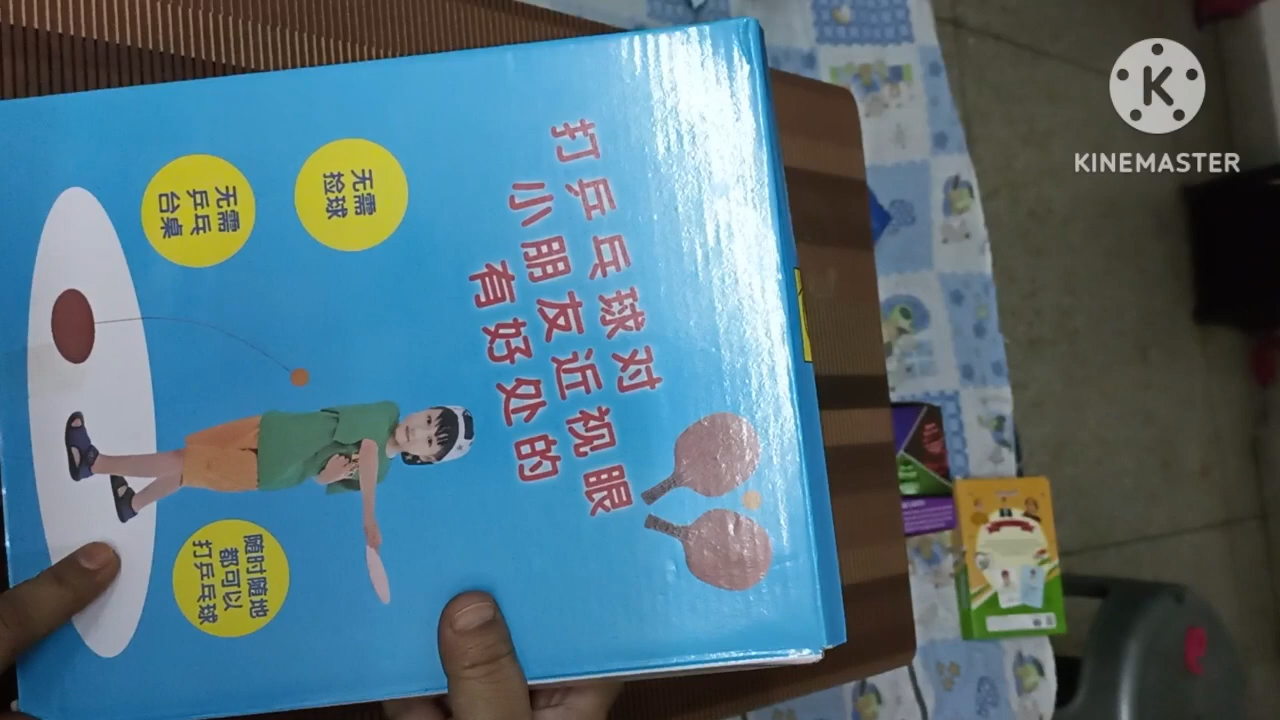 打乒乓球对
小朋友近视眼
有好处的
无需
捡球
无需
乒乓
台桌
随时随地
都可以
打乒乓球
K
KINEMASTER